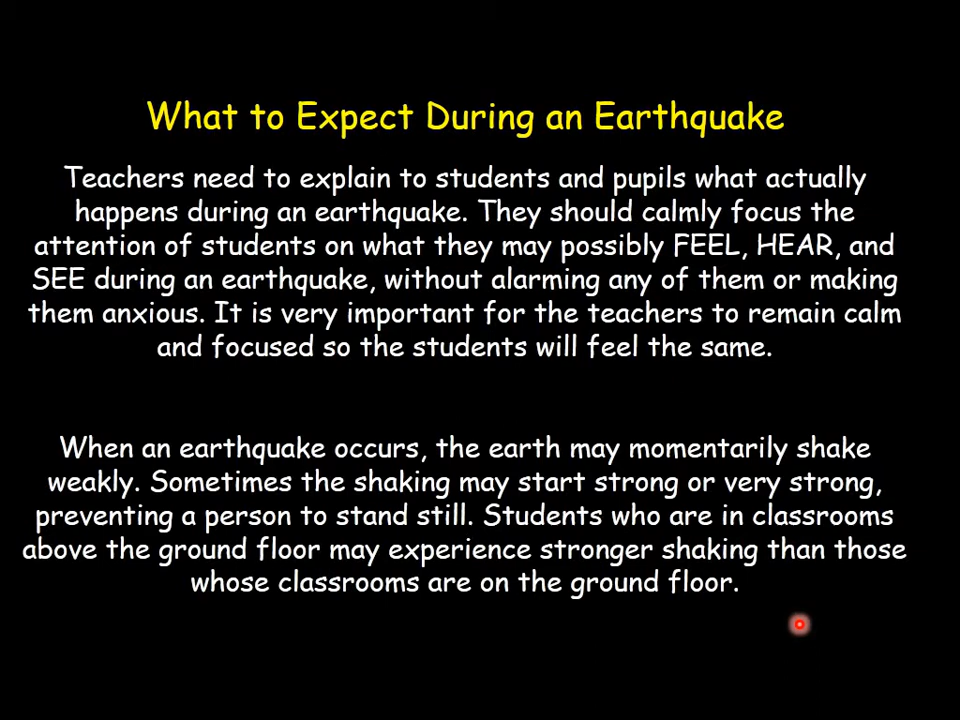 What to Expect During an Earthquake
Teachers need to explain to students and pupils what actually
happens during an earthquake. They should calmly focus the
attention of students on what they may possibly FEEL, HEAR, and
SEE during an earthquake, without alarming any of them or making
them anxious. It is very important for the teachers to remain calm
and focused so the students will feel the same.
When an earthquake occurs, the earth may momentarily shake
weakly. Sometimes the shaking may start strong or very strong,
preventing a person to stand still. Students who are in classrooms
above the ground floor may experience stronger shaking than those
whose classrooms are on the ground floor.